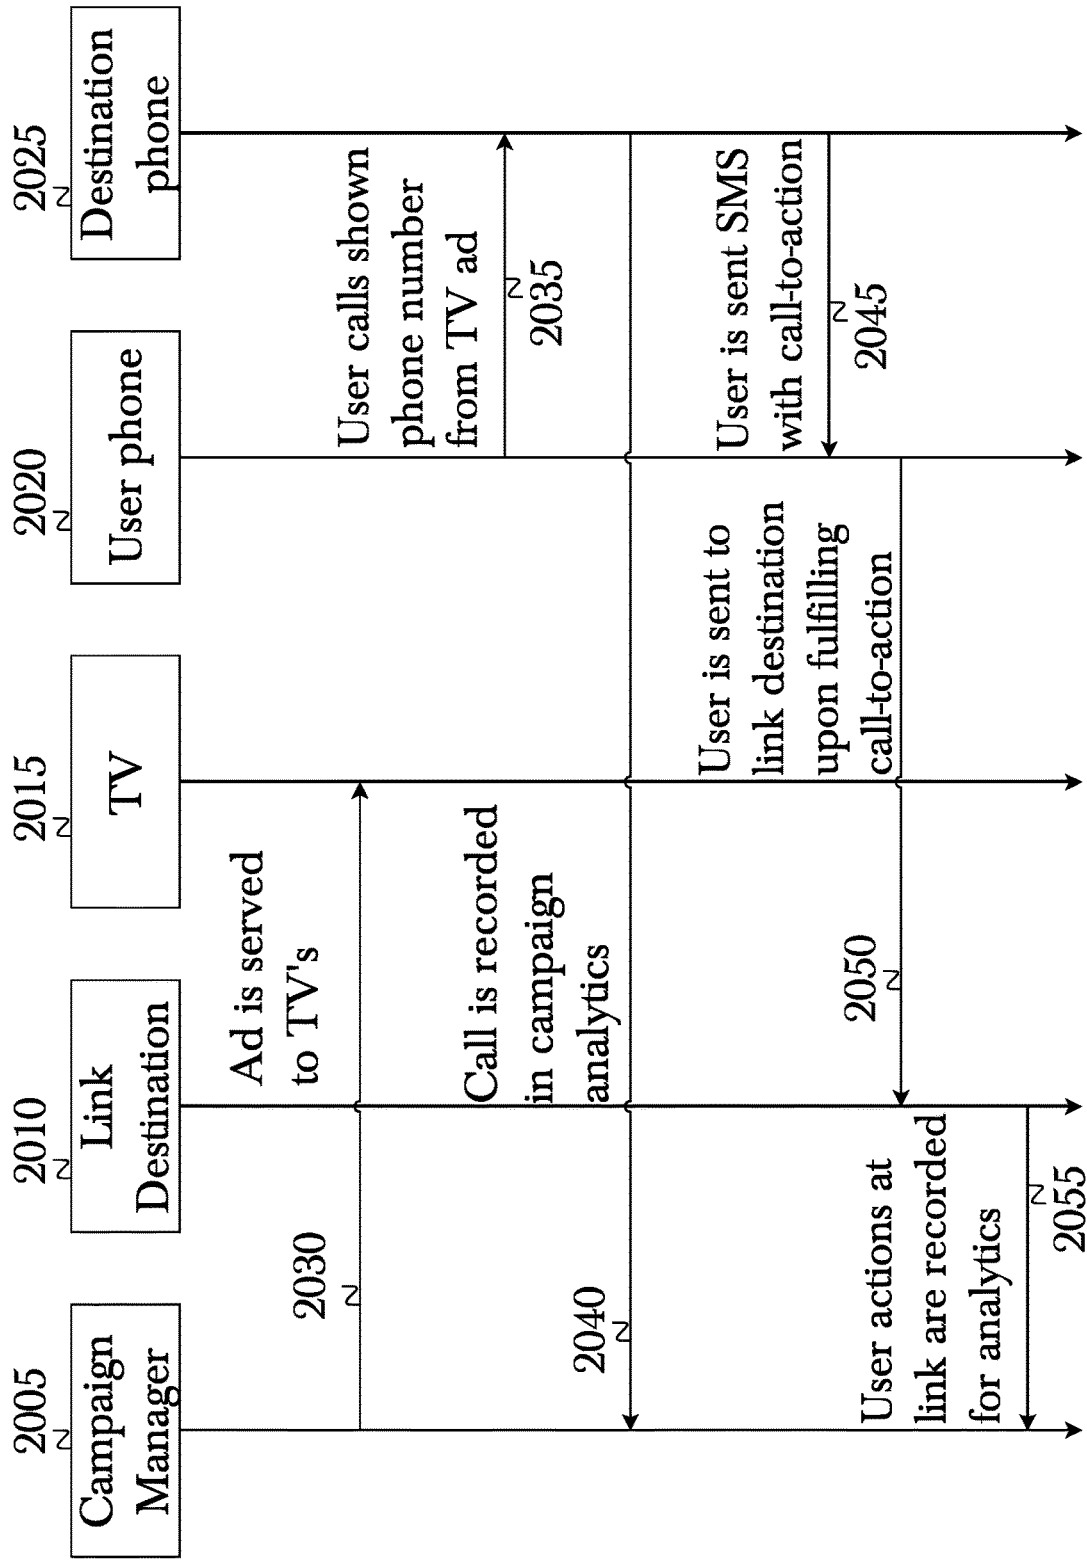 2005
Campaign
Manager
2010
Link
Destination
2015
TV
2020
User phone
2025
Destination
phone
Ad is served
to TV's
2030
User calls shown
phone number
from TV ad
2035
Call is recorded
in campaign
analytics
2040
User is sent SMS
with call-to-action
2045
User is sent to
link destination
upon fulfilling
call-to-action
2050
User actions at
link are recorded
for analytics
2055